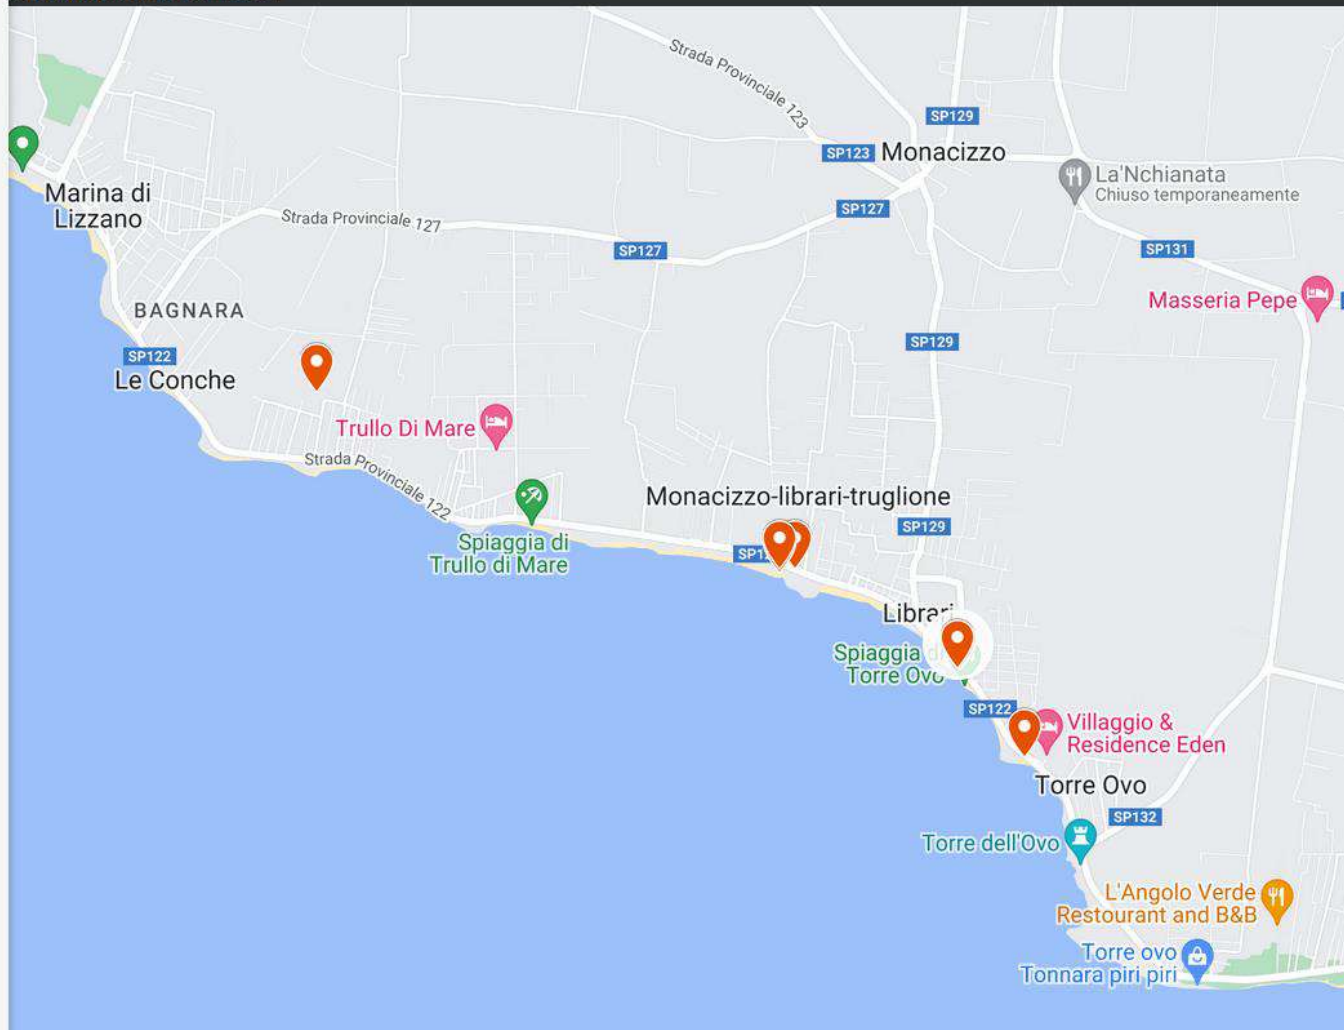 Strada Provinciale 123
SP129
SP123
Monacizzo
La'Nchianata
Chiuso temporaneamente
Marina di
Lizzano
SP127
Strada Provinciale 127
SP127
SP131
Masseria Pepe
BAGNARA
SP129
SP122
Le Conche
Trullo Di Mare
Strada Provinciale 122
Monacizzo-librari-truglione
SP129
Spiaggia di
Trullo di Mare
Librari
Spiaggia
Torre Ovo
SP122
Villaggio &
Residence Eden
Torre Ovo
SP132
Torre dell'Ovo
L'Angolo Verde
Restourant and B&B
Torre ovo
Tonnara piri piri